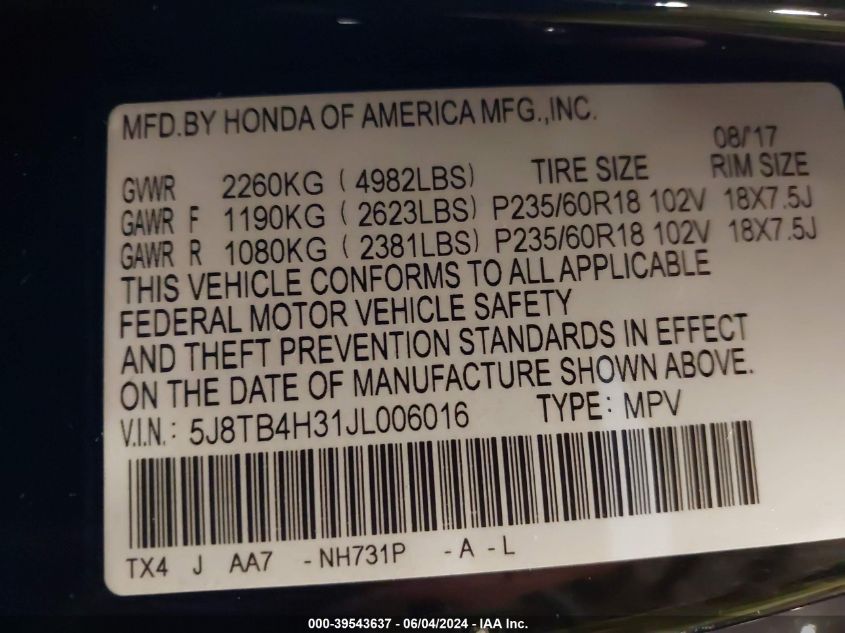 MFD.BY HONDA OF AMERICA MFG.,INC.
08/'17
GVWR 2260KG ( 4982LBS) TIRE SIZE RIM SIZE
GAWR F 1190KG ( 2623LBS) P235/60R18 102V 18X7.5J
GAWR R 1080KG ( 2381LBS) P235/60R18 102V 18X7.5J
THIS VEHICLE CONFORMS TO ALL APPLICABLE
FEDERAL MOTOR VEHICLE SAFETY
AND THEFT PREVENTION STANDARDS IN EFFECT
ON THE DATE OF MANUFACTURE SHOWN ABOVE.
V.I.N.: 5J8TB4H31JL006016 TYPE: MPV
TX4 J AA7 -NH731P -A -L
000-39543637 - 06/04/2024 - IAA Inc.